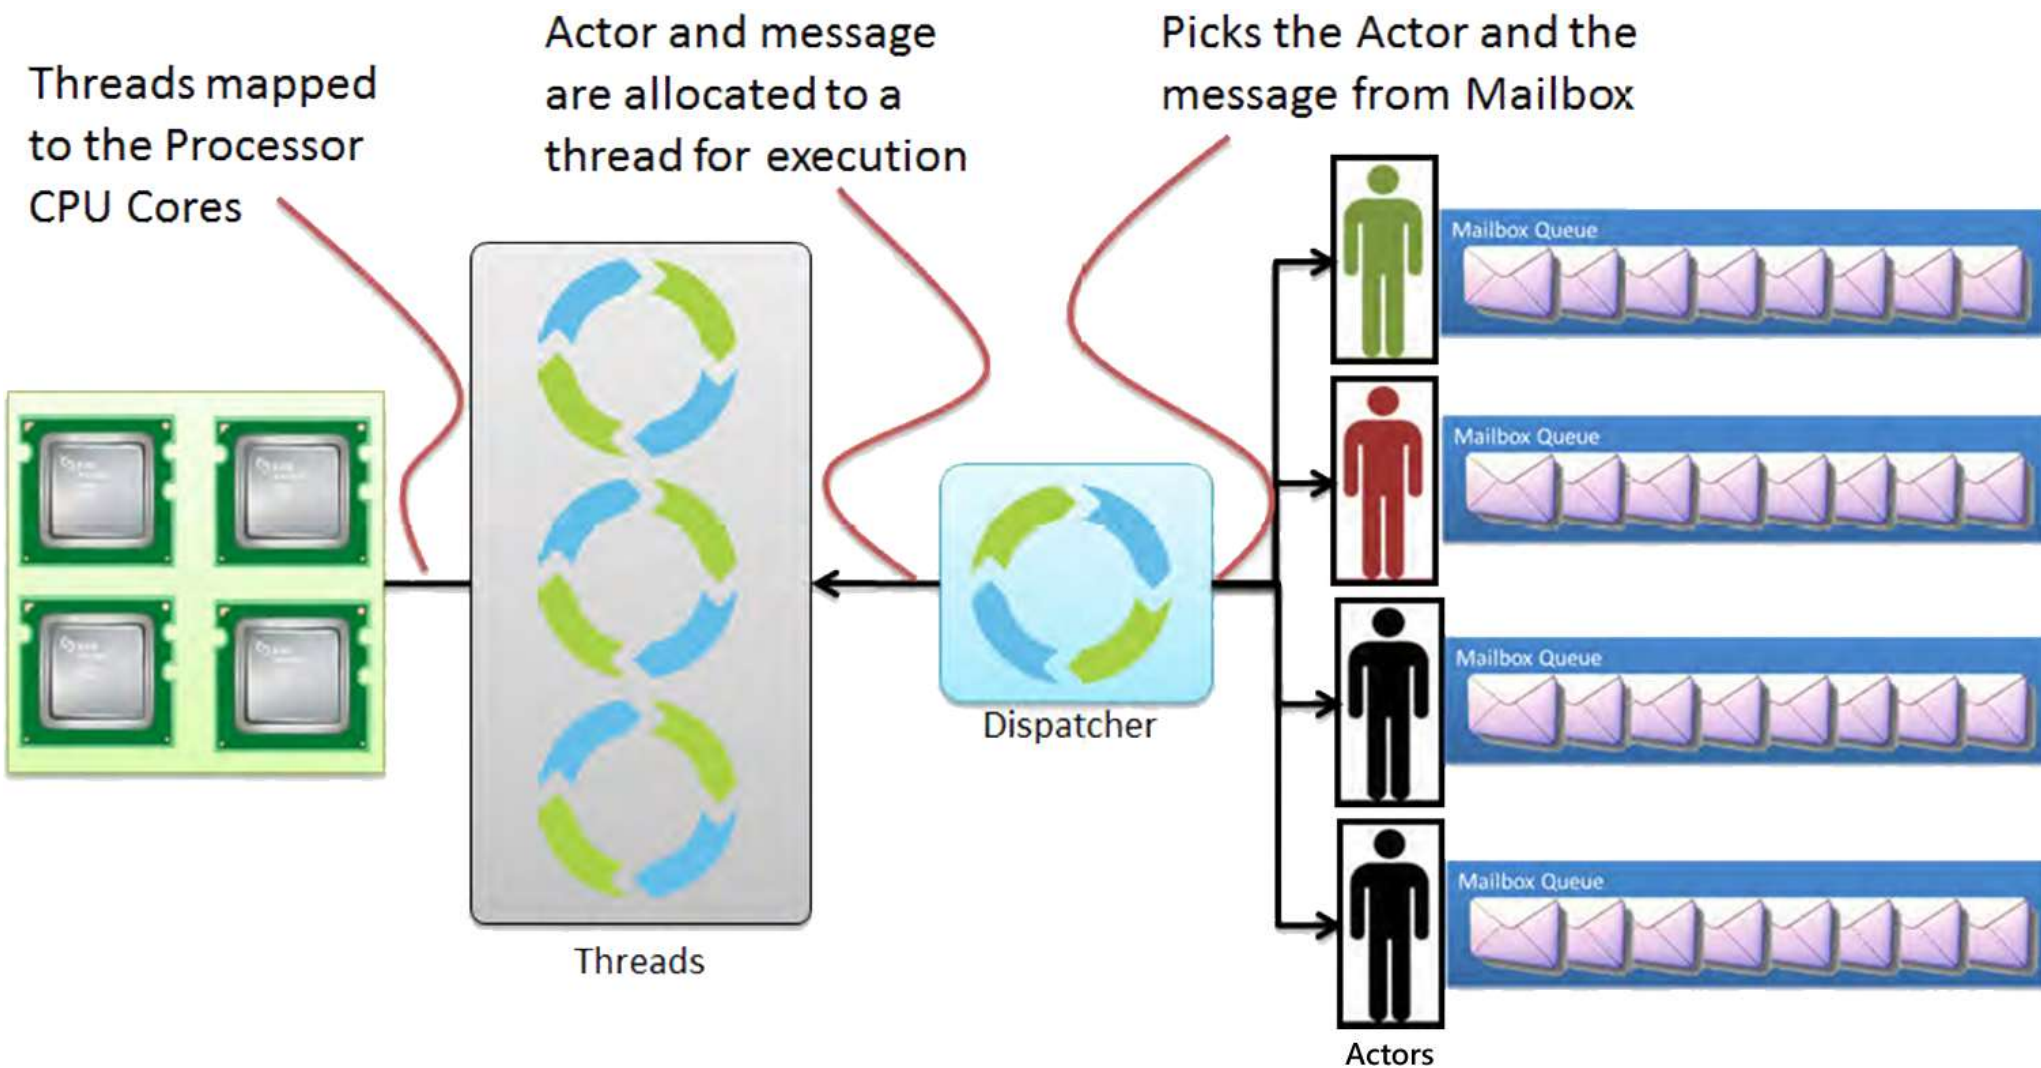 Threads mapped
to the Processor
CPU Cores
Actor and message
are allocated to a
thread for execution
Picks the Actor and the
message from Mailbox
Mailbox Queue
Mailbox Queue
Mailbox Queue
Mailbox Queue
Dispatcher
Threads
Actors